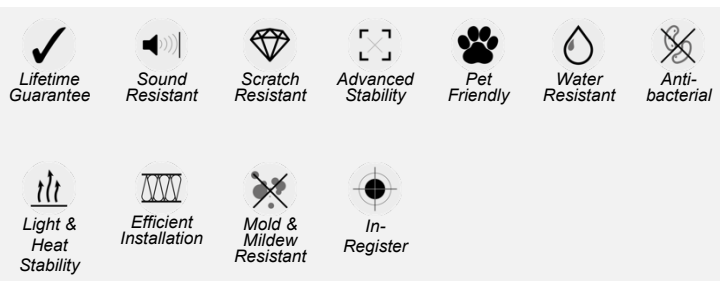 Lifetime
Guarantee
Sound
Resistant
Scratch
Resistant
Advanced
Stability
Pet
Friendly
Water
Resistant
Anti-
bacterial
Light &
Heat
Stability
Efficient
Installation
Mold &
Mildew
Resistant
In-
Register